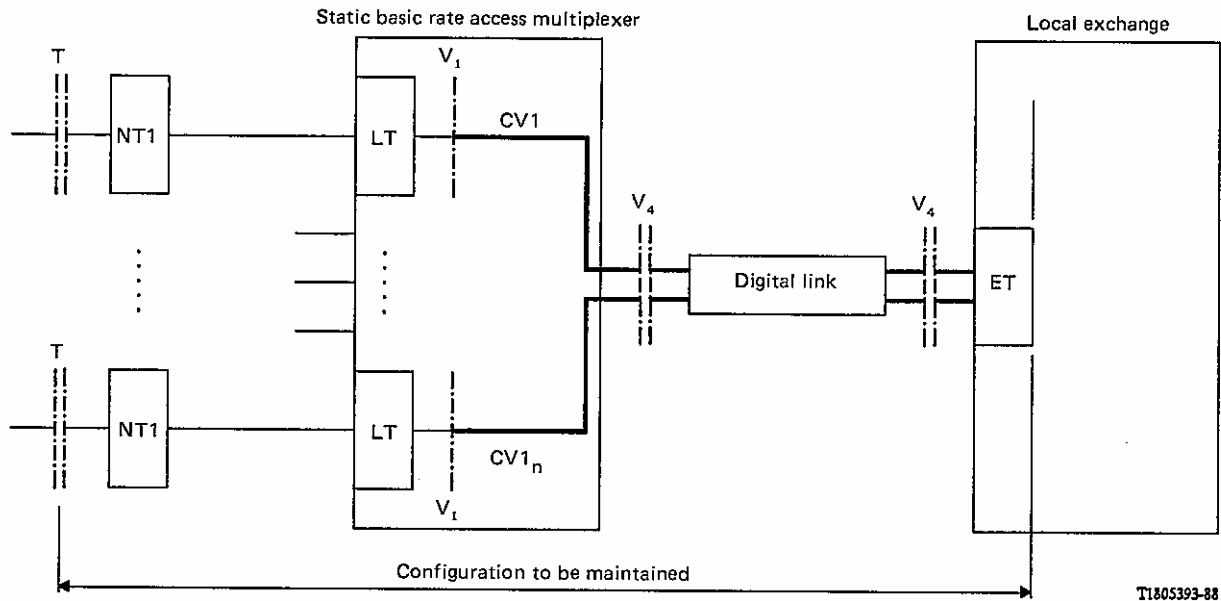 Static basic rate access multiplexer
Local exchange
T
NT1
LT
V1
CV1
V4
Digital link
V4
ET
T
NT1
LT
CV1n
VI
Configuration to be maintained
T1805393-88